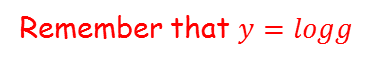 Remember that y = logg